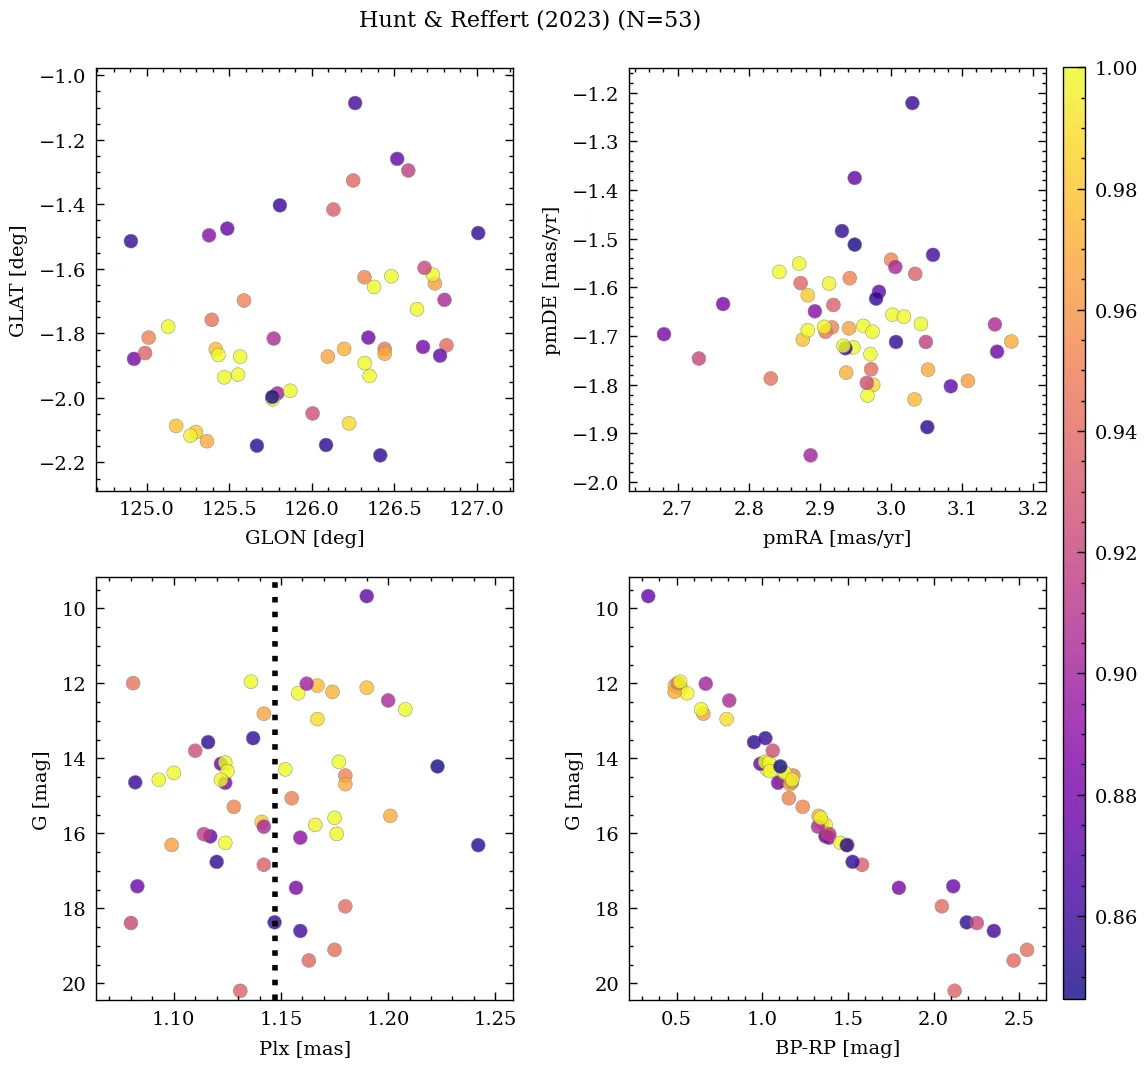 Hunt & Reffert (2023) (N=53)
−1.0
−1.2
−1.4
−1.6
−1.8
−2.0
−2.2
GLAT [deg]
125.0 125.5 126.0 126.5 127.0
GLON [deg]
−1.2
−1.3
−1.4
−1.5
−1.6
−1.7
−1.8
−1.9
−2.0
pmDE [mas/yr]
2.7 2.8 2.9 3.0 3.1 3.2
pmRA [mas/yr]
10
12
14
16
18
20
G [mag]
1.10 1.15 1.20 1.25
Plx [mas]
10
12
14
16
18
20
G [mag]
0.5 1.0 1.5 2.0 2.5
BP-RP [mag]
1.00
0.98
0.96
0.94
0.92
0.90
0.88
0.86